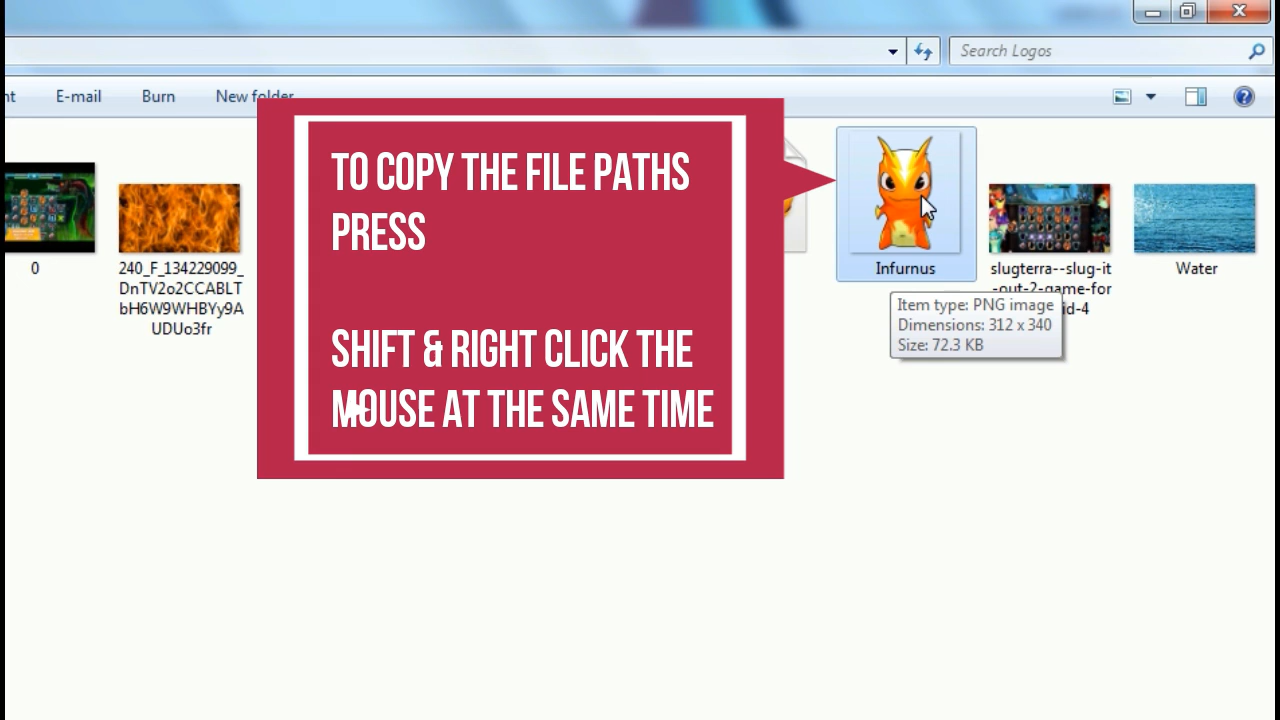 Search Logos
E-mail
Burn
New folder
TO COPY THE FILE PATHS
PRESS
SHIFT & RIGHT CLICK THE
MOUSE AT THE SAME TIME
0
240_F_134229099_
DnTV2o2CCABLT
bH6W9WHBYy9A
UDUo3fr
Infurnus
slugterra--slug-it
-out-2-game-for
id-4
Water
Item type: PNG image
Dimensions: 312 x 340
Size: 72.3 KB